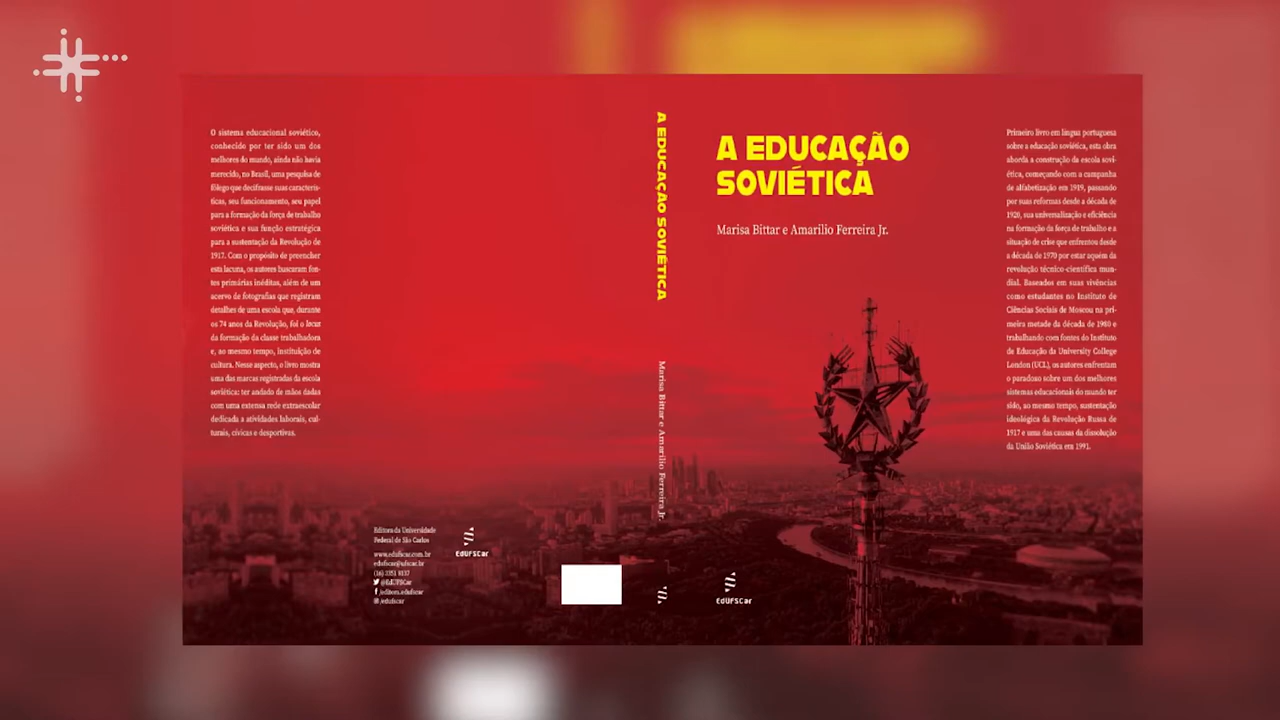 O sistema educacional soviético,
conhecido por ter sido um dos
melhores do mundo, ainda não havia
merecido, no Brasil, uma pesquisa de
fôlego que decifrasse suas caracterís-
ticas, seu funcionamento, seu papel
para a formação da força de trabalho
soviética e sua função estratégica
para a sustentação da Revolução de
1917. Com o propósito de preencher
esta lacuna, os autores buscaram fon-
tes primárias inéditas, além de um
acervo de fotografias que registram
detalhes de uma escola que, durante
os 74 anos da Revolução, foi o locus
da formação da classe trabalhadora
e, ao mesmo tempo, instituição de
cultura. Nesse aspecto, o livro mostra
uma das marcas registradas da escola
soviética: ter andado de mãos dadas
com uma extensa rede extraescolar
dedicada a atividades laborais, cul-
turais, cívicas e desportivas.
Editora da Universidade
Federal de São Carlos
www.edufscar.com.br
edufscar@ufscar.br
(16) 3351 8137
@EdUFSCar
/editora.edufscar
/edufscar
EdUFSCar
A EDUCAÇÃO SOVIÉTICA
Marisa Bittar e Amarilio Ferreira Jr.
A EDUCAÇÃO
SOVIÉTICA
Marisa Bittar e Amarilio Ferreira Jr.
EdUFSCar
Primeiro livro em língua portuguesa
sobre a educação soviética, esta obra
aborda a construção da escola sovi-
ética, começando com a campanha
de alfabetização em 1919, passando
por suas reformas desde a década de
1920, sua universalização e eficiência
na formação da força de trabalho e a
situação de crise que enfrentou desde
a década de 1970 por estar aquém da
revolução técnico-científica mun-
dial. Baseados em suas vivências
como estudantes no Instituto de
Ciências Sociais de Moscou na pri-
meira metade da década de 1980 e
trabalhando com fontes do Instituto
de Educação da University College
London (UCL), os autores enfrentam
o paradoxo sobre um dos melhores
sistemas educacionais do mundo ter
sido, ao mesmo tempo, sustentação
ideológica da Revolução Russa de
1917 e uma das causas da dissolução
da União Soviética em 1991.